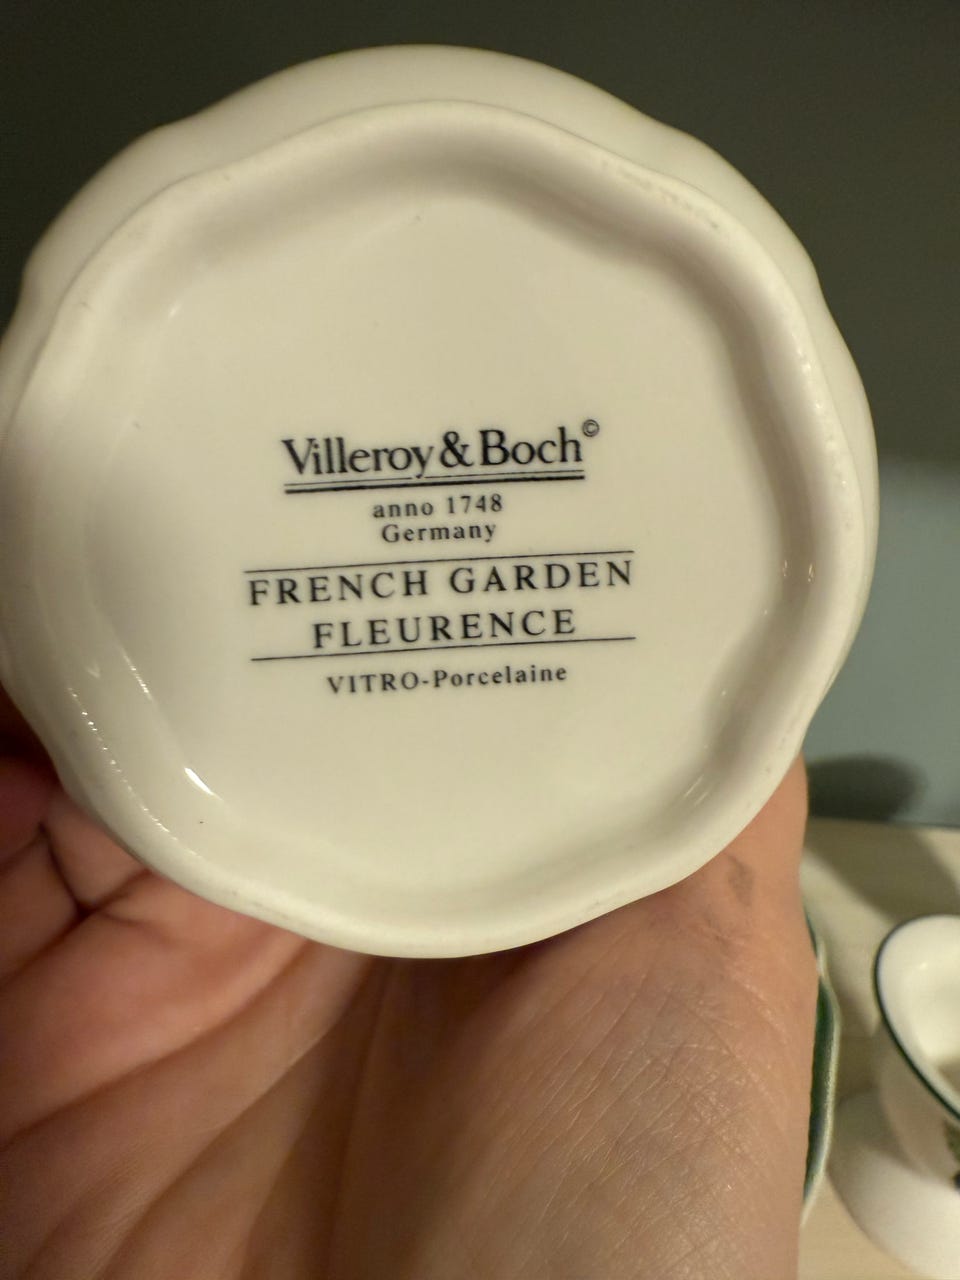 Villeroy & Boch©
anno 1748
Germany
FRENCH GARDEN
FLEURENCE
VITRO-Porcelaine